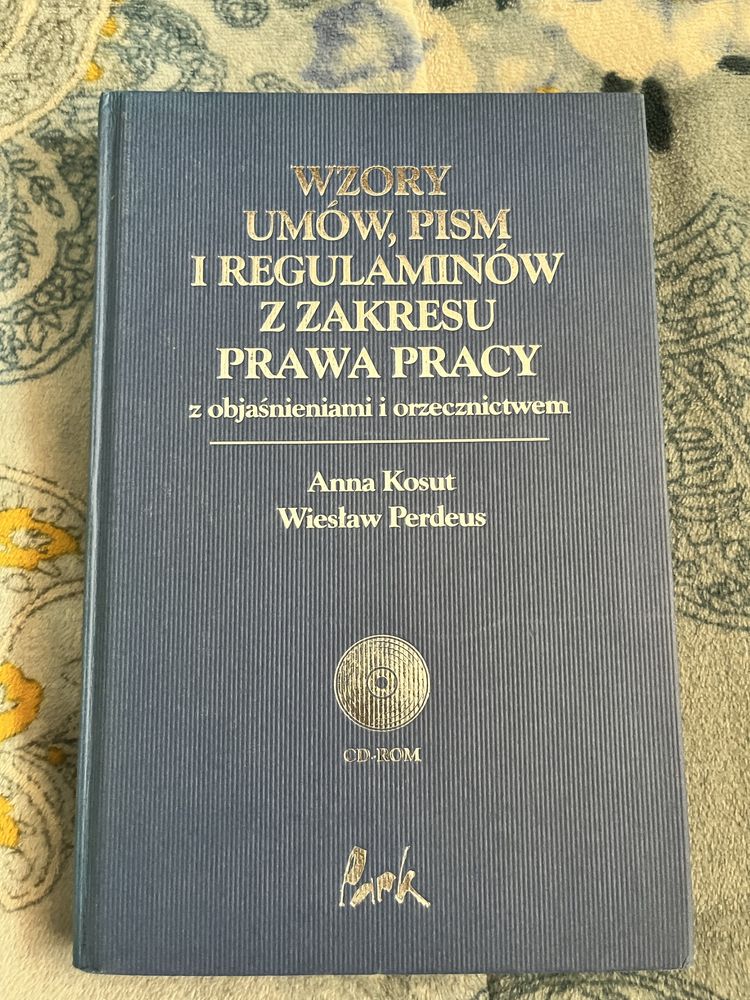 WZORY
UMÓW, PISM
I REGULAMINÓW
Z ZAKRESU
PRAWA PRACY
z objaśnieniami i orzecznictwem
Anna Kosut
Wiesław Perdeus
CD-ROM
Park